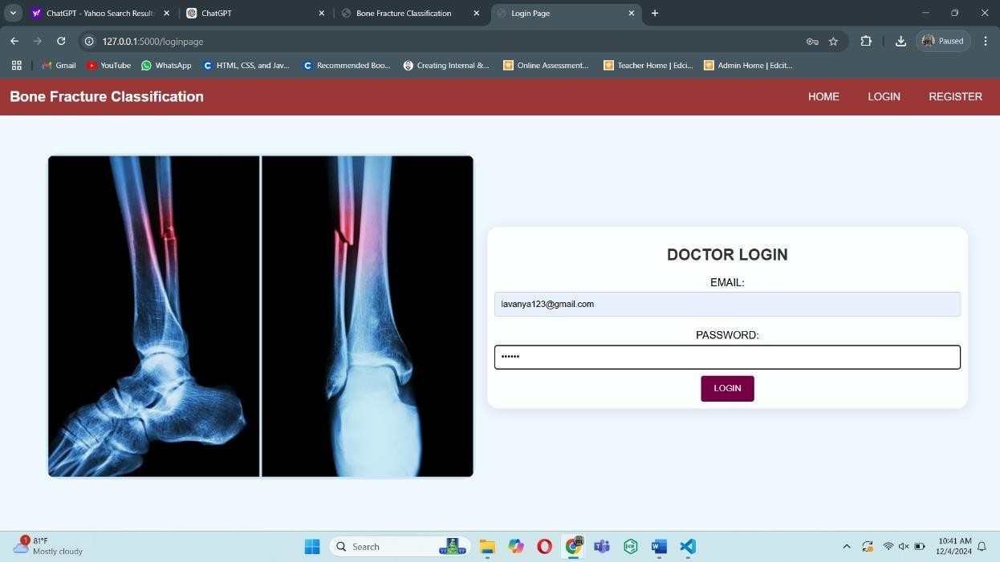 ChatGPT - Yahoo Search Results
ChatGPT
Bone Fracture Classification
Login Page
127.0.0.1:5000/loginpage
Paused
Gmail
YouTube
WhatsApp
HTML, CSS, and Jav...
Recommended Boo...
Creating Internal &...
Online Assessment...
Teacher Home | Edci...
Admin Home | Edcit...
Bone Fracture Classification
HOME
LOGIN
REGISTER
DOCTOR LOGIN
EMAIL:
lavanya123@gmail.com
PASSWORD:
••••••
LOGIN
1
81°F
Mostly cloudy
Search
10:41 AM
12/4/2024